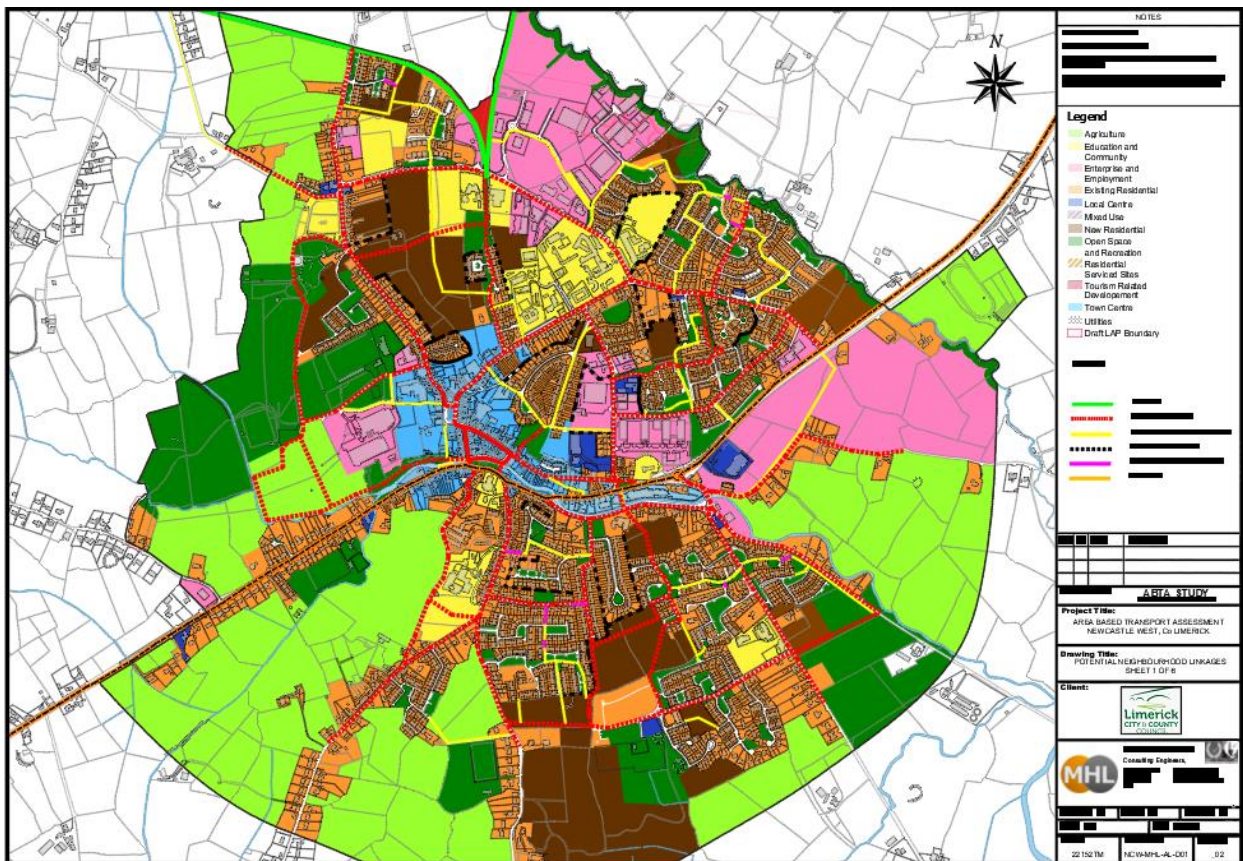 NOTES
N
Legend
Agriculture
Education and
Community
Enterprise and
Employment
Existing Residential
Local Centre
Mixed Use
New Residential
Open Space
and Recreation
Residential
Serviced Sites
Tourism Related
Developement
Town Centre
Utilities
Draft LAP Boundary
ABTA STUDY
Project Title:
AREA BASED TRANSPORT ASSESSMENT
NEWCASTLE WEST, Co LIMERICK
Drawing Title:
POTENTIAL NEIGHBOURHOOD LINKAGES
SHEET 1 OF 6
Client:
Limerick
CITY & COUNTY
COUNCIL
MHL
Consulting Engineers,
22152TM
NCW-MHL-AL-D01
02